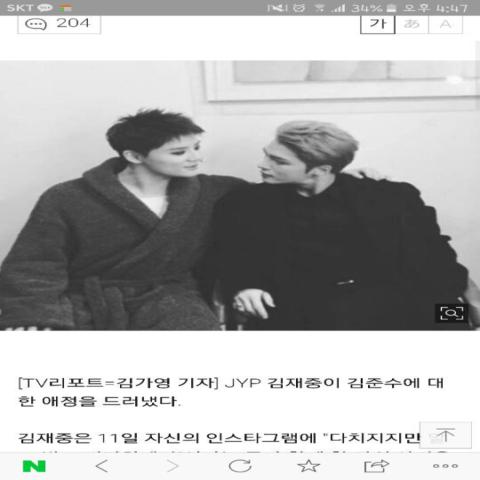 SKT 34% 오후 4:47
204 가 あ A
[TV리포트=김가영 기자] JYP 김재중이 김준수에 대
한 애정을 드러냈다.
김재중은 11일 자신의 인스타그램에 "다치지지만
N